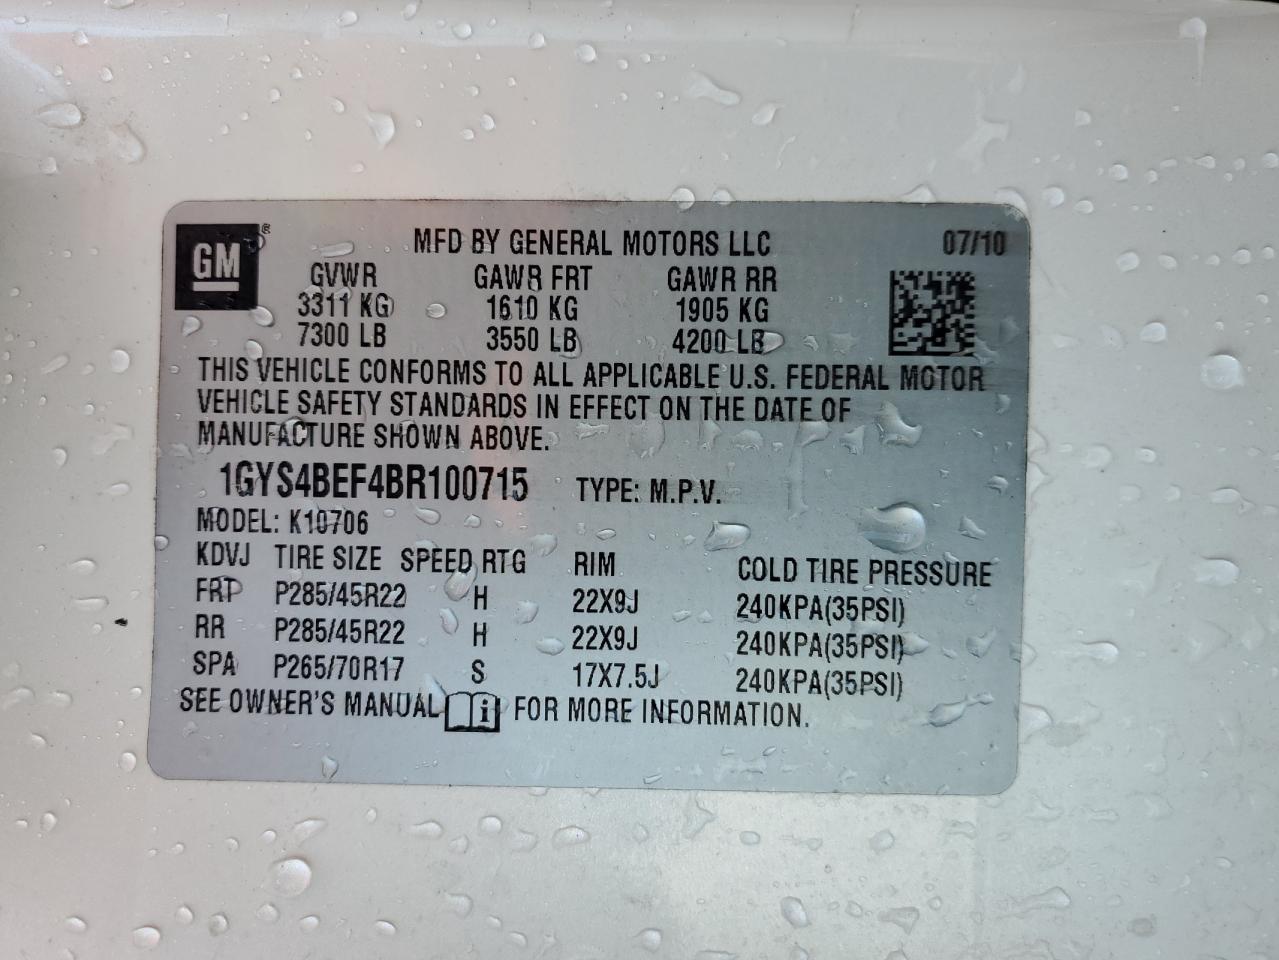 GM ® MFD BY GENERAL MOTORS LLC 07/10
GVWR GAWR FRT GAWR RR
3311 KG 1610 KG 1905 KG
7300 LB 3550 LB 4200 LB
THIS VEHICLE CONFORMS TO ALL APPLICABLE U.S. FEDERAL MOTOR
VEHICLE SAFETY STANDARDS IN EFFECT ON THE DATE OF
MANUFACTURE SHOWN ABOVE.
1GYS4BEF4BR100715 TYPE: M.P.V.
MODEL: K10706
KDVJ TIRE SIZE SPEED RTG RIM COLD TIRE PRESSURE
FRT P285/45R22 H 22X9J 240KPA(35PSI)
RR P285/45R22 H 22X9J 240KPA(35PSI)
SPA P265/70R17 S 17X7.5J 240KPA(35PSI)
SEE OWNER'S MANUAL i FOR MORE INFORMATION.